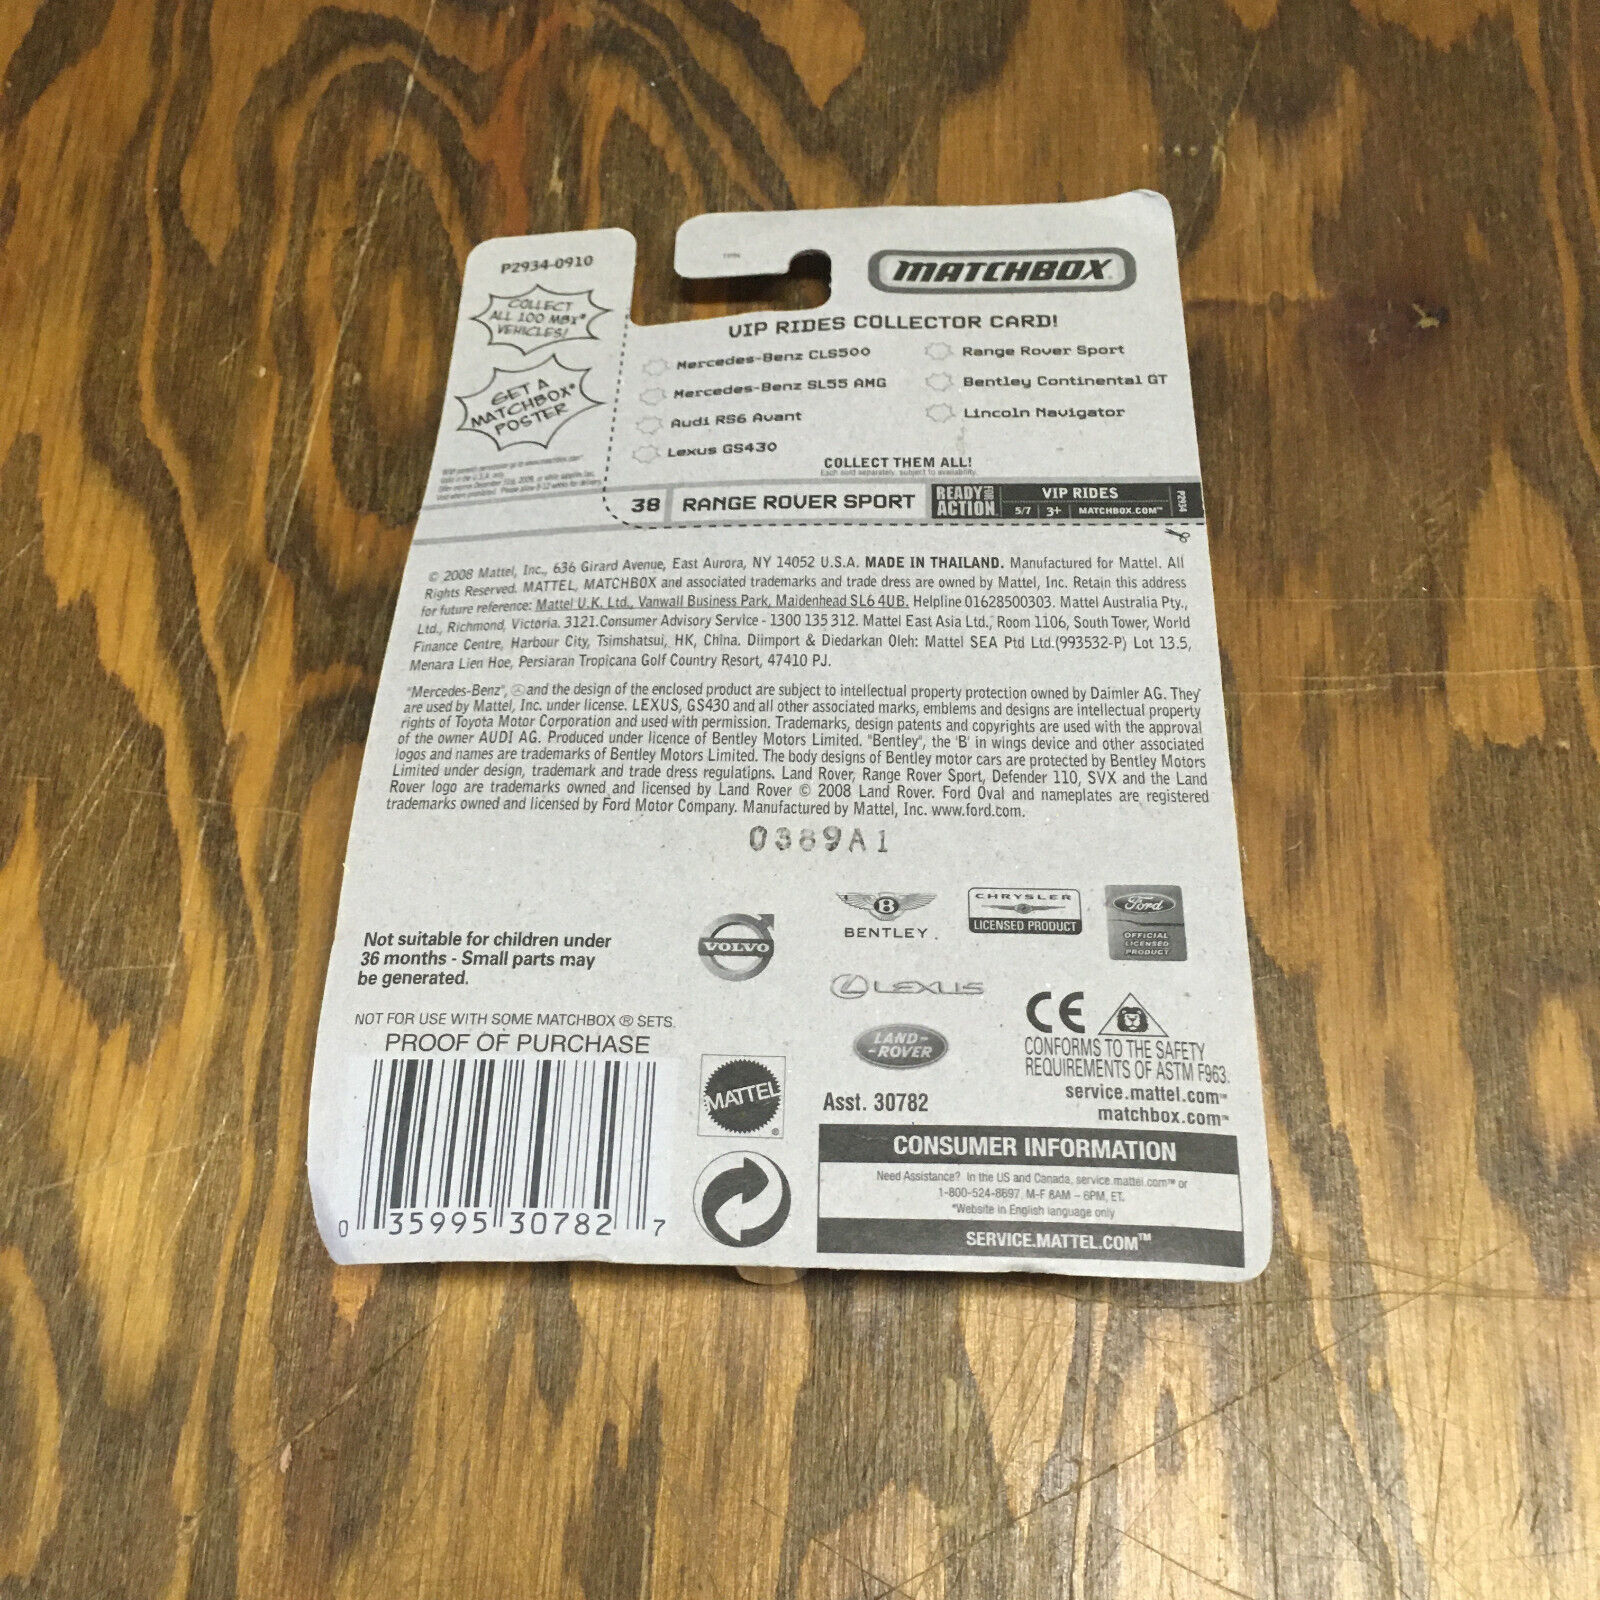 P2934-0910
COLLECT
ALL 100 MBX®
VEHICLES!
GET A
MATCHBOX®
POSTER
MATCHBOX
VIP RIDES COLLECTOR CARD!
Mercedes-Benz CLS500
Mercedes-Benz SL55 AMG
Audi RS6 Avant
Lexus GS430
Range Rover Sport
Bentley Continental GT
Lincoln Navigator
COLLECT THEM ALL!
Each sold separately, subject to availability.
38 RANGE ROVER SPORT
READY FOR ACTION
VIP RIDES
5/7 3+ MATCHBOX.COM™
P2934
© 2008 Mattel, Inc., 636 Girard Avenue, East Aurora, NY 14052 U.S.A. MADE IN THAILAND. Manufactured for Mattel. All
Rights Reserved. MATTEL, MATCHBOX and associated trademarks and trade dress are owned by Mattel, Inc. Retain this address
for future reference: Mattel U.K. Ltd., Vanwall Business Park, Maidenhead SL6 4UB. Helpline 01628500303. Mattel Australia Pty.,
Ltd., Richmond, Victoria. 3121.Consumer Advisory Service - 1300 135 312. Mattel East Asia Ltd., Room 1106, South Tower, World
Finance Centre, Harbour City, Tsimshatsui, HK, China. Diimport & Diedarkan Oleh: Mattel SEA Ptd Ltd.(993532-P) Lot 13.5,
Menara Lien Hoe, Persiaran Tropicana Golf Country Resort, 47410 PJ.
"Mercedes-Benz", and the design of the enclosed product are subject to intellectual property protection owned by Daimler AG. They
are used by Mattel, Inc. under license. LEXUS, GS430 and all other associated marks, emblems and designs are intellectual property
rights of Toyota Motor Corporation and used with permission. Trademarks, design patents and copyrights are used with the approval
of the owner AUDI AG. Produced under licence of Bentley Motors Limited. "Bentley", the 'B' in wings device and other associated
logos and names are trademarks of Bentley Motors Limited. The body designs of Bentley motor cars are protected by Bentley Motors
Limited under design, trademark and trade dress regulations. Land Rover, Range Rover Sport, Defender 110, SVX and the Land
Rover logo are trademarks owned and licensed by Land Rover © 2008 Land Rover. Ford Oval and nameplates are registered
trademarks owned and licensed by Ford Motor Company. Manufactured by Mattel, Inc. www.ford.com.
0389A1
Not suitable for children under
36 months - Small parts may
be generated.
VOLVO
B
BENTLEY
CHRYSLER
LICENSED PRODUCT
Ford
OFFICIAL
LICENSED
PRODUCT
LEXUS
LAND-
-ROVER
CE
CONFORMS TO THE SAFETY
REQUIREMENTS OF ASTM F963.
service.mattel.com™
matchbox.com™
NOT FOR USE WITH SOME MATCHBOX ® SETS.
PROOF OF PURCHASE
0 35995 30782 7
MATTEL®
Asst. 30782
CONSUMER INFORMATION
Need Assistance? In the US and Canada, service.mattel.com™ or
1-800-524-8697, M-F 8AM – 6PM, ET.
*Website in English language only
SERVICE.MATTEL.COM™